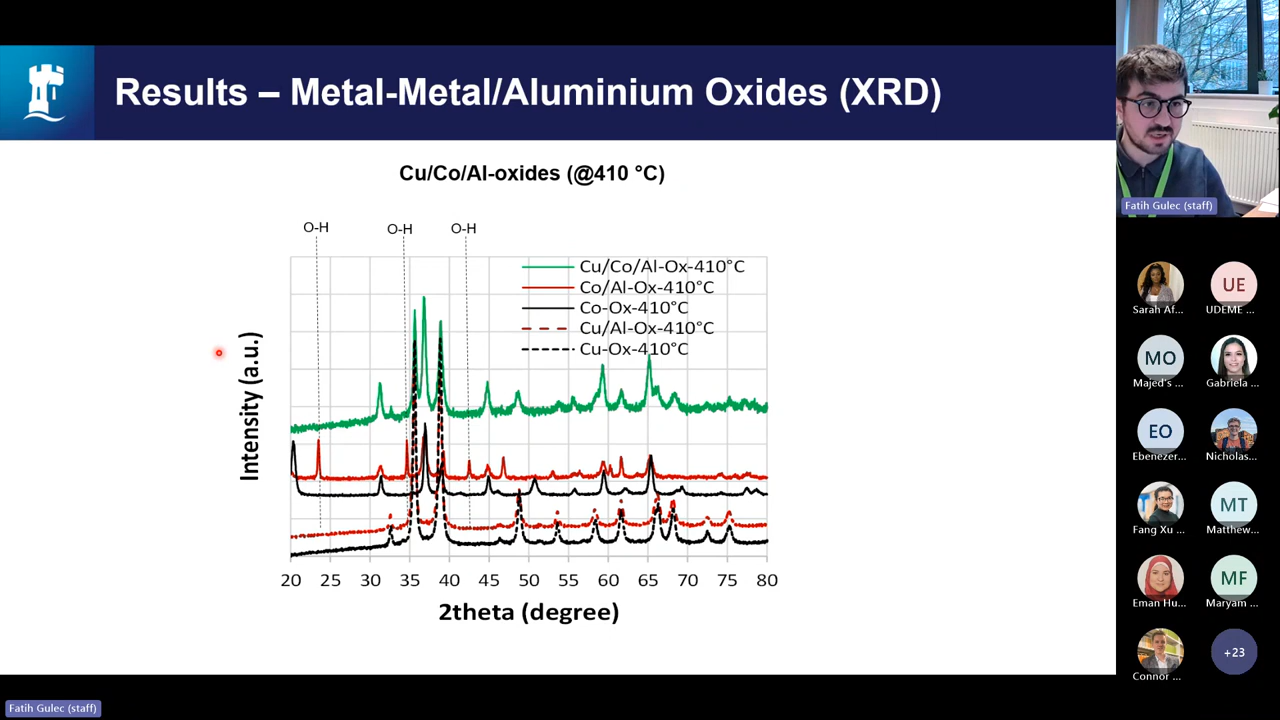 Results – Metal-Metal/Aluminium Oxides (XRD)
Cu/Co/Al-oxides (@410 °C)
O-H
O-H
O-H
Cu/Co/Al-Ox-410°C
Co/Al-Ox-410°C
Co-Ox-410°C
Cu/Al-Ox-410°C
Cu-Ox-410°C
Intensity (a.u.)
20 25 30 35 40 45 50 55 60 65 70 75 80
2theta (degree)
Fatih Gulec (staff)
Sarah Af...
UE
UDEME ...
MO
Majed's ...
Gabriela ...
EO
Ebenezer...
Nicholas...
Fang Xu ...
MT
Matthew...
Eman Hu...
MF
Maryam ...
Connor ...
+23
Fatih Gulec (staff)